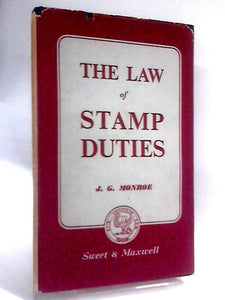 THE LAW
of
STAMP
DUTIES
J. G. MONROE
Sweet & Maxwell